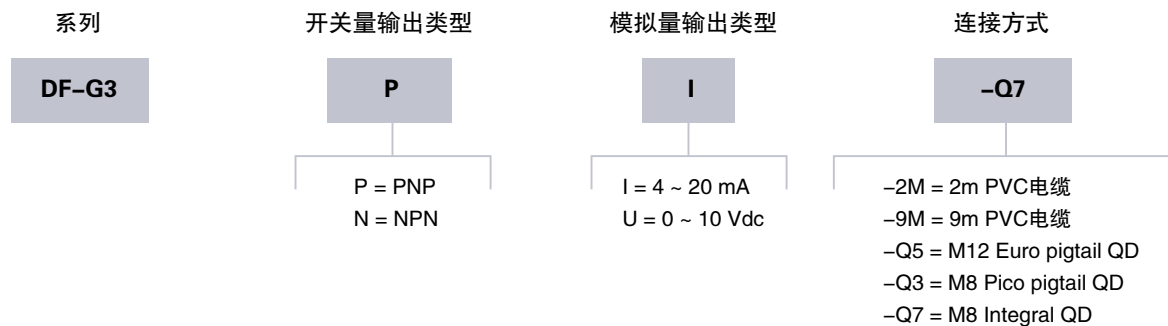 系列
开关量输出类型
模拟量输出类型
连接方式
DF–G3
P
I
–Q7
P = PNP
N = NPN
I = 4 ~ 20 mA
U = 0 ~ 10 Vdc
–2M = 2m PVC电缆
–9M = 9m PVC电缆
–Q5 = M12 Euro pigtail QD
–Q3 = M8 Pico pigtail QD
–Q7 = M8 Integral QD